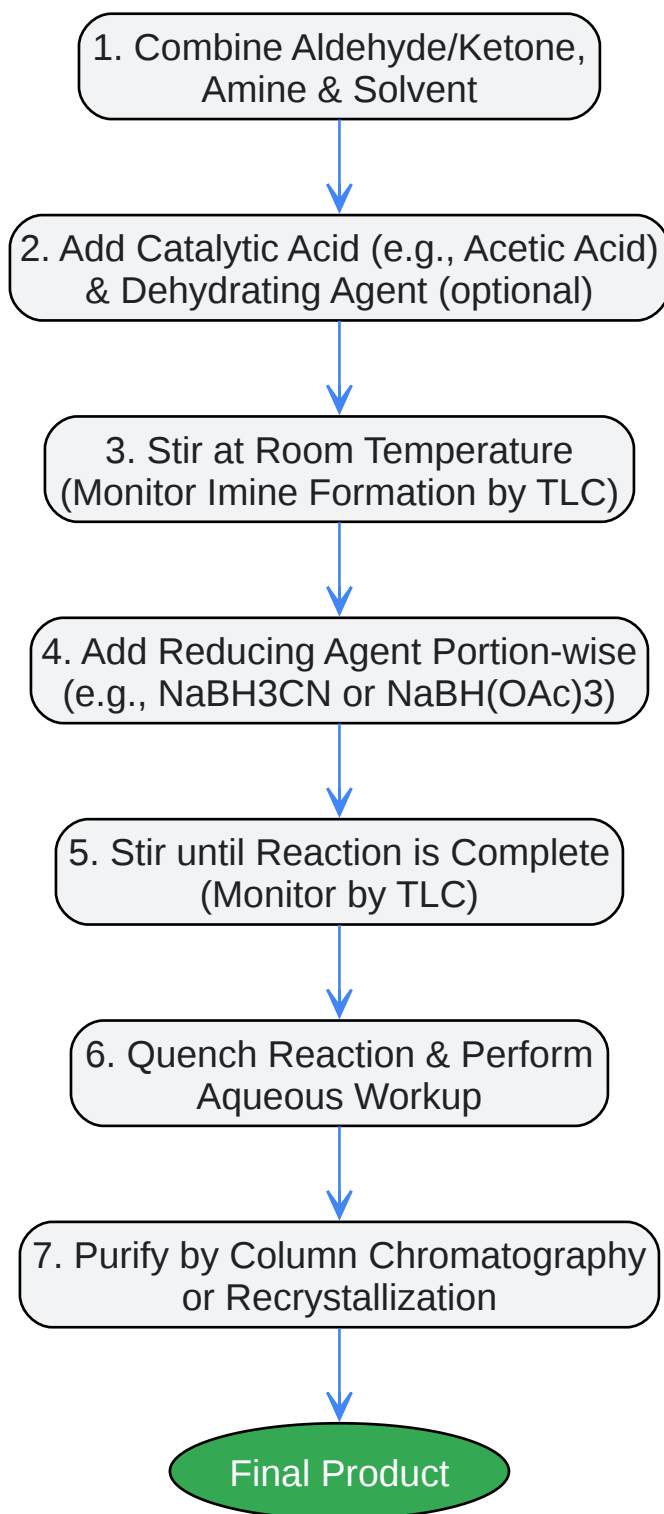 1. Combine Aldehyde/Ketone,
Amine & Solvent
2. Add Catalytic Acid (e.g., Acetic Acid)
& Dehydrating Agent (optional)
3. Stir at Room Temperature
(Monitor Imine Formation by TLC)
4. Add Reducing Agent Portion-wise
(e.g., NaBH3CN or NaBH(OAc)3)
5. Stir until Reaction is Complete
(Monitor by TLC)
6. Quench Reaction & Perform
Aqueous Workup
7. Purify by Column Chromatography
or Recrystallization
Final Product